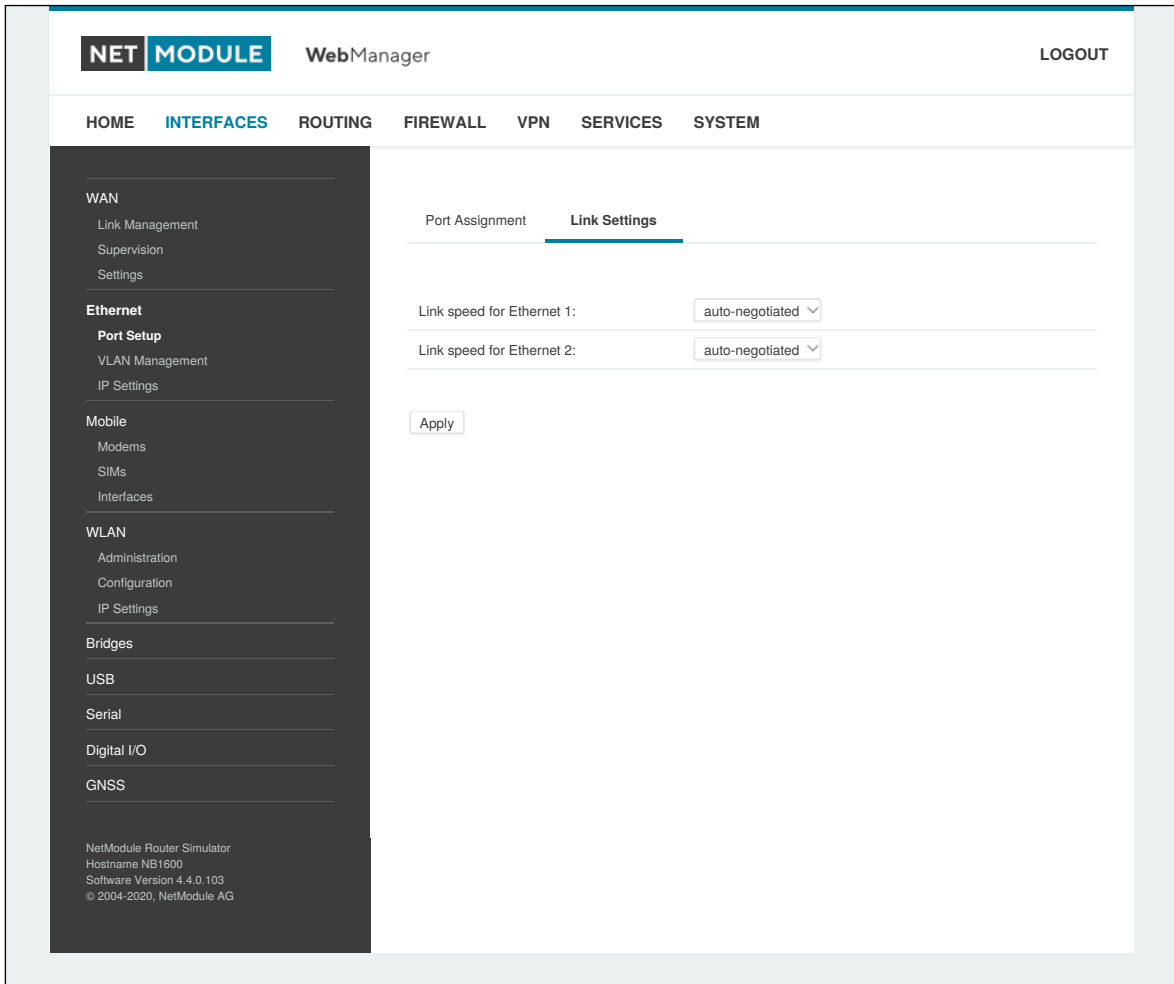 NET MODULE WebManager LOGOUT
HOME INTERFACES ROUTING FIREWALL VPN SERVICES SYSTEM
WAN
Link Management
Supervision
Settings
Ethernet
Port Setup
VLAN Management
IP Settings
Mobile
Modems
SIMs
Interfaces
WLAN
Administration
Configuration
IP Settings
Bridges
USB
Serial
Digital I/O
GNSS
NetModule Router Simulator
Hostname NB1600
Software Version 4.4.0.103
© 2004-2020, NetModule AG
Port Assignment Link Settings
Link speed for Ethernet 1: auto-negotiated
Link speed for Ethernet 2: auto-negotiated
Apply